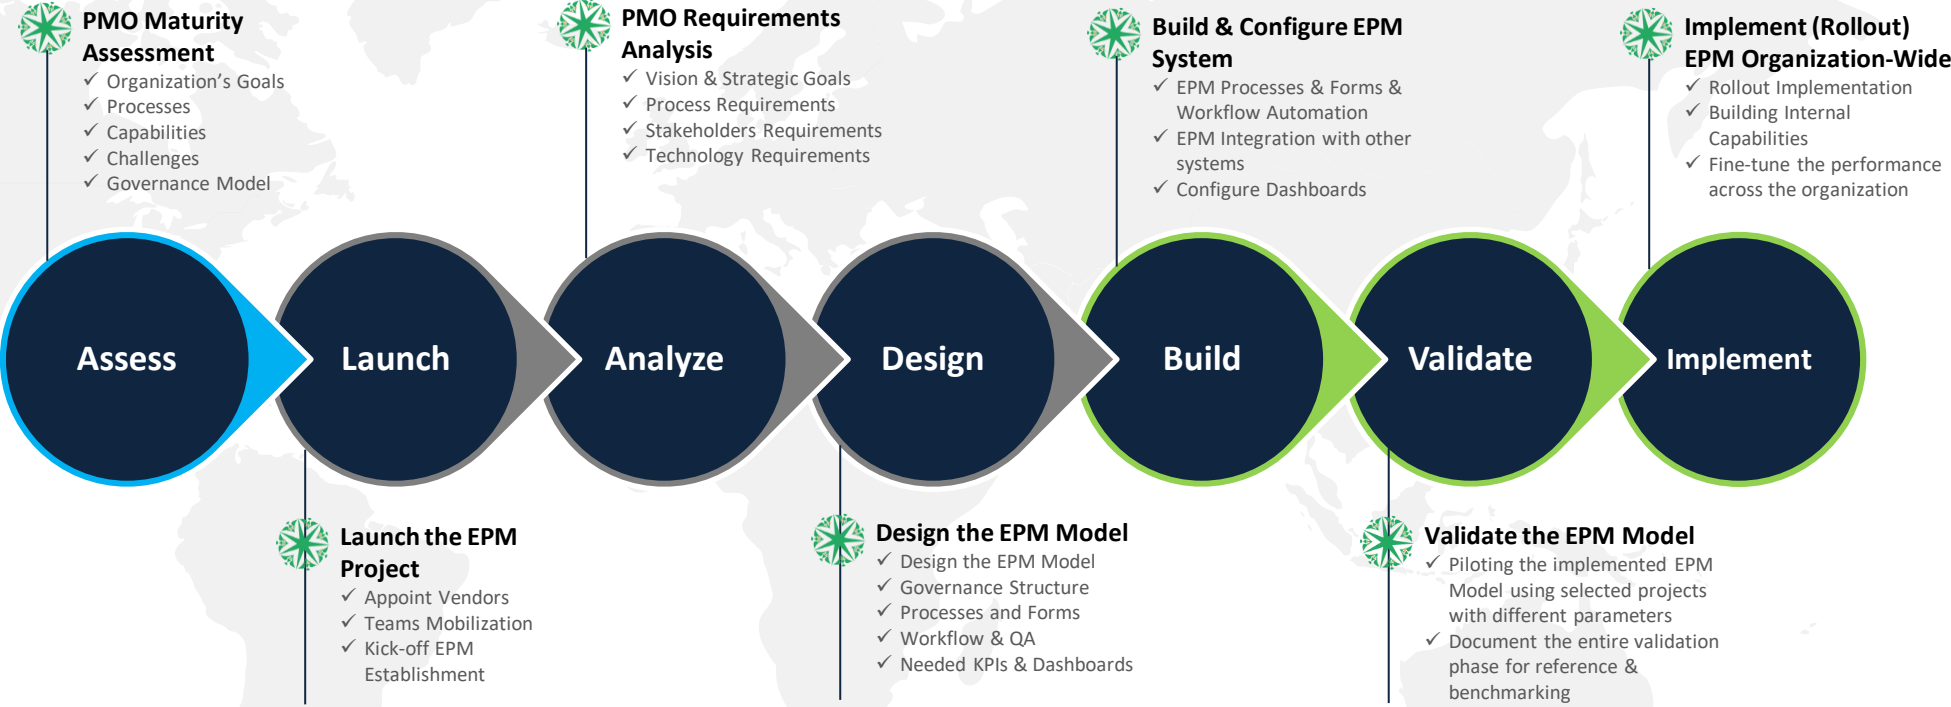 PMO Maturity
Assessment
✓ Organization's Goals
✓ Processes
✓ Capabilities
✓ Challenges
✓ Governance Model
PMO Requirements
Analysis
✓ Vision & Strategic Goals
✓ Process Requirements
✓ Stakeholders Requirements
✓ Technology Requirements
Build & Configure EPM
System
✓ EPM Processes & Forms &
Workflow Automation
✓ EPM Integration with other
systems
✓ Configure Dashboards
Implement (Rollout)
EPM Organization-Wide
✓ Rollout Implementation
✓ Building Internal
Capabilities
✓ Fine-tune the performance
across the organization
Assess
Launch
Analyze
Design
Build
Validate
Implement
Launch the EPM
Project
✓ Appoint Vendors
✓ Teams Mobilization
✓ Kick-off EPM
Establishment
Design the EPM Model
✓ Design the EPM Model
✓ Governance Structure
✓ Processes and Forms
✓ Workflow & QA
✓ Needed KPIs & Dashboards
Validate the EPM Model
✓ Piloting the implemented EPM
Model using selected projects
with different parameters
✓ Document the entire validation
phase for reference &
benchmarking